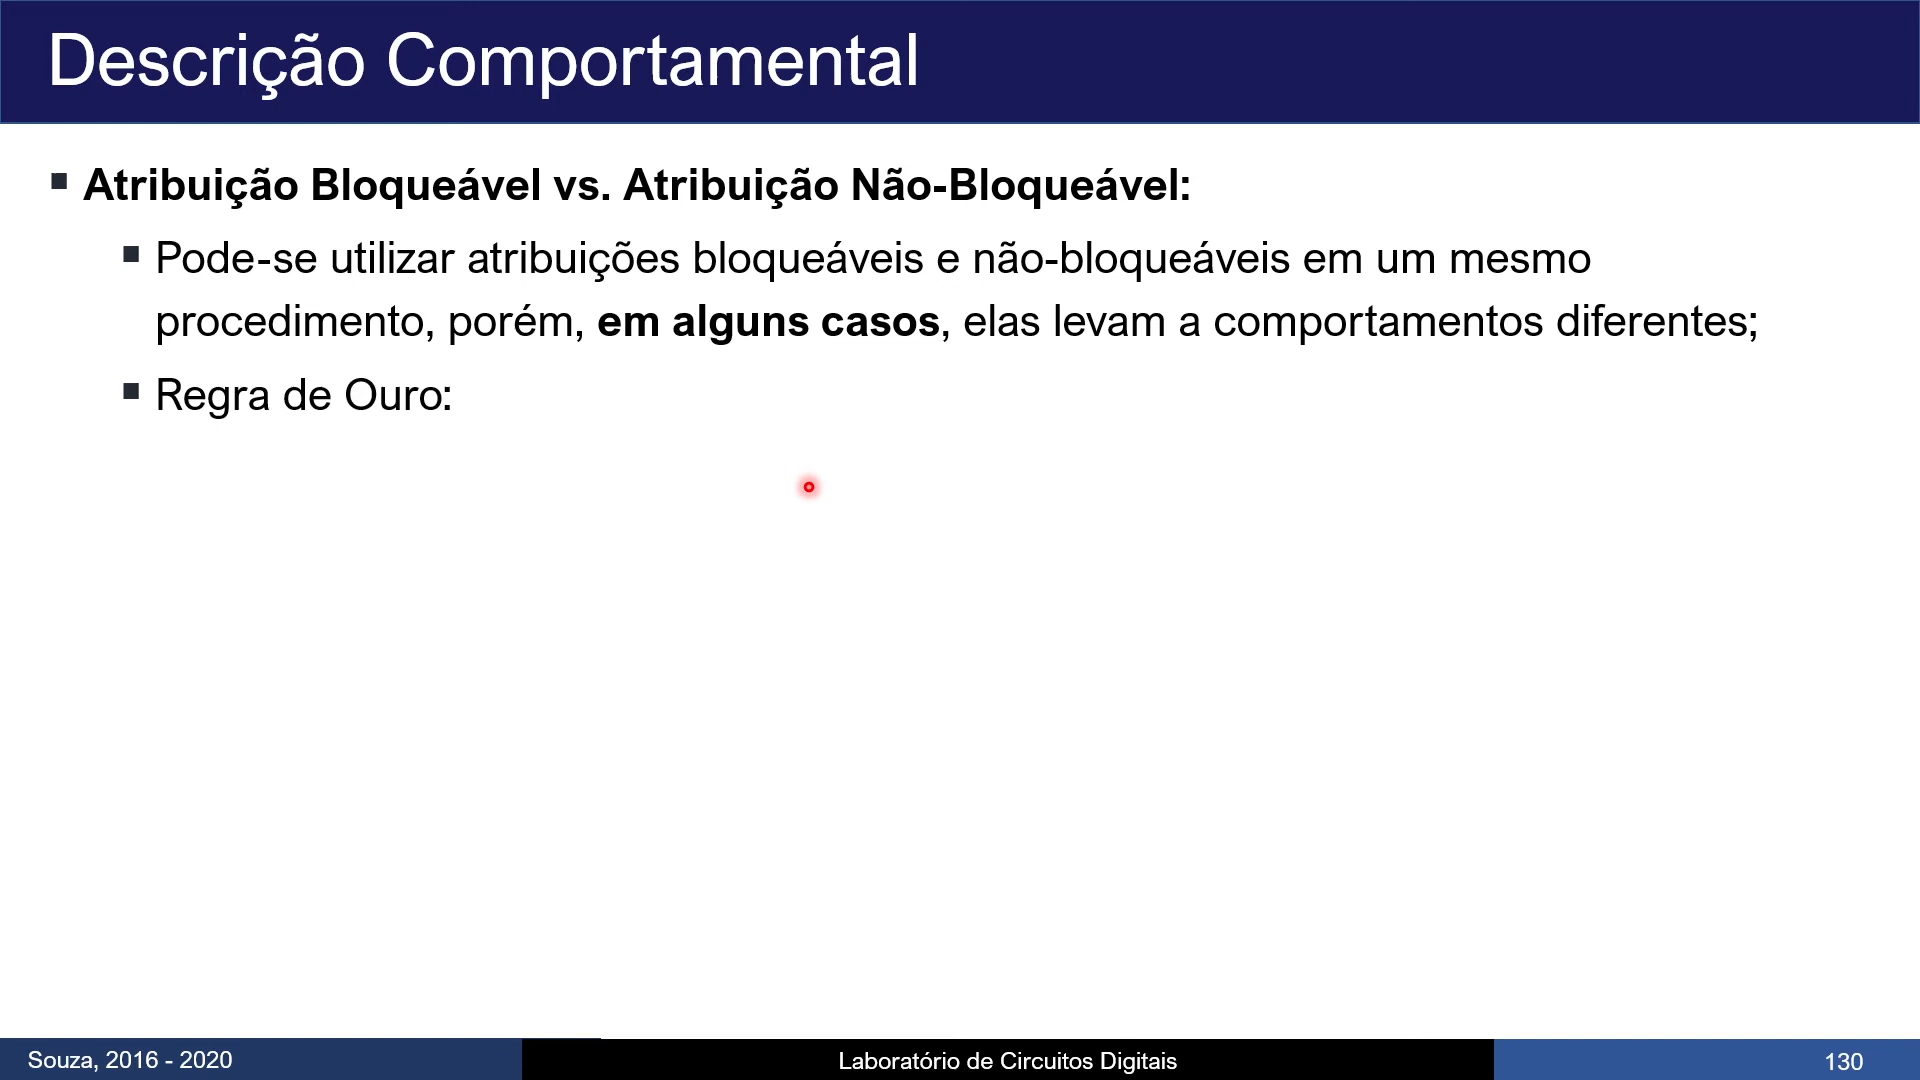 Descrição Comportamental
Atribuição Bloqueável vs. Atribuição Não-Bloqueável:
Pode-se utilizar atribuições bloqueáveis e não-bloqueáveis em um mesmo
procedimento, porém, em alguns casos, elas levam a comportamentos diferentes;
Regra de Ouro:
Souza, 2016 - 2020
Laboratório de Circuitos Digitais
130